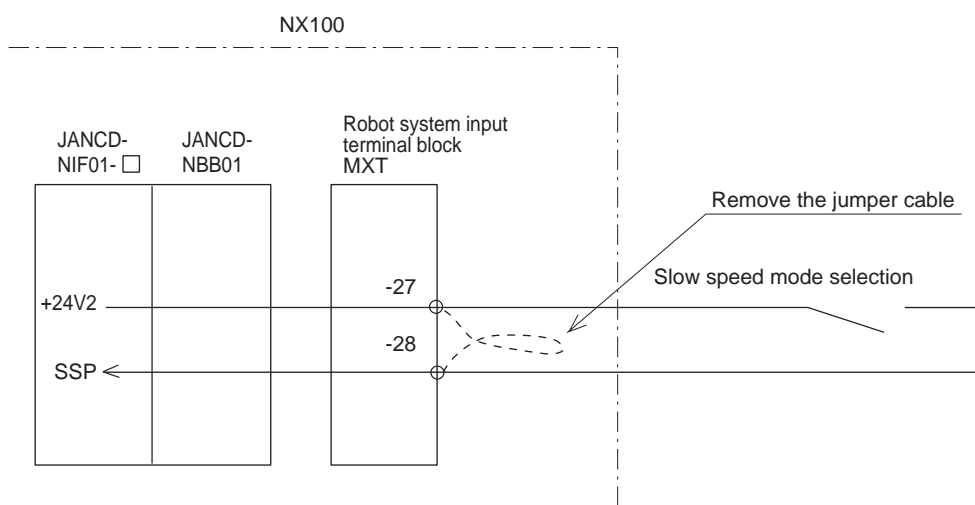 NX100
JANCD-
NIF01- □
JANCD-
NBB01
Robot system input
terminal block
MXT
Remove the jumper cable
Slow speed mode selection
-27
+24V2
-28
SSP